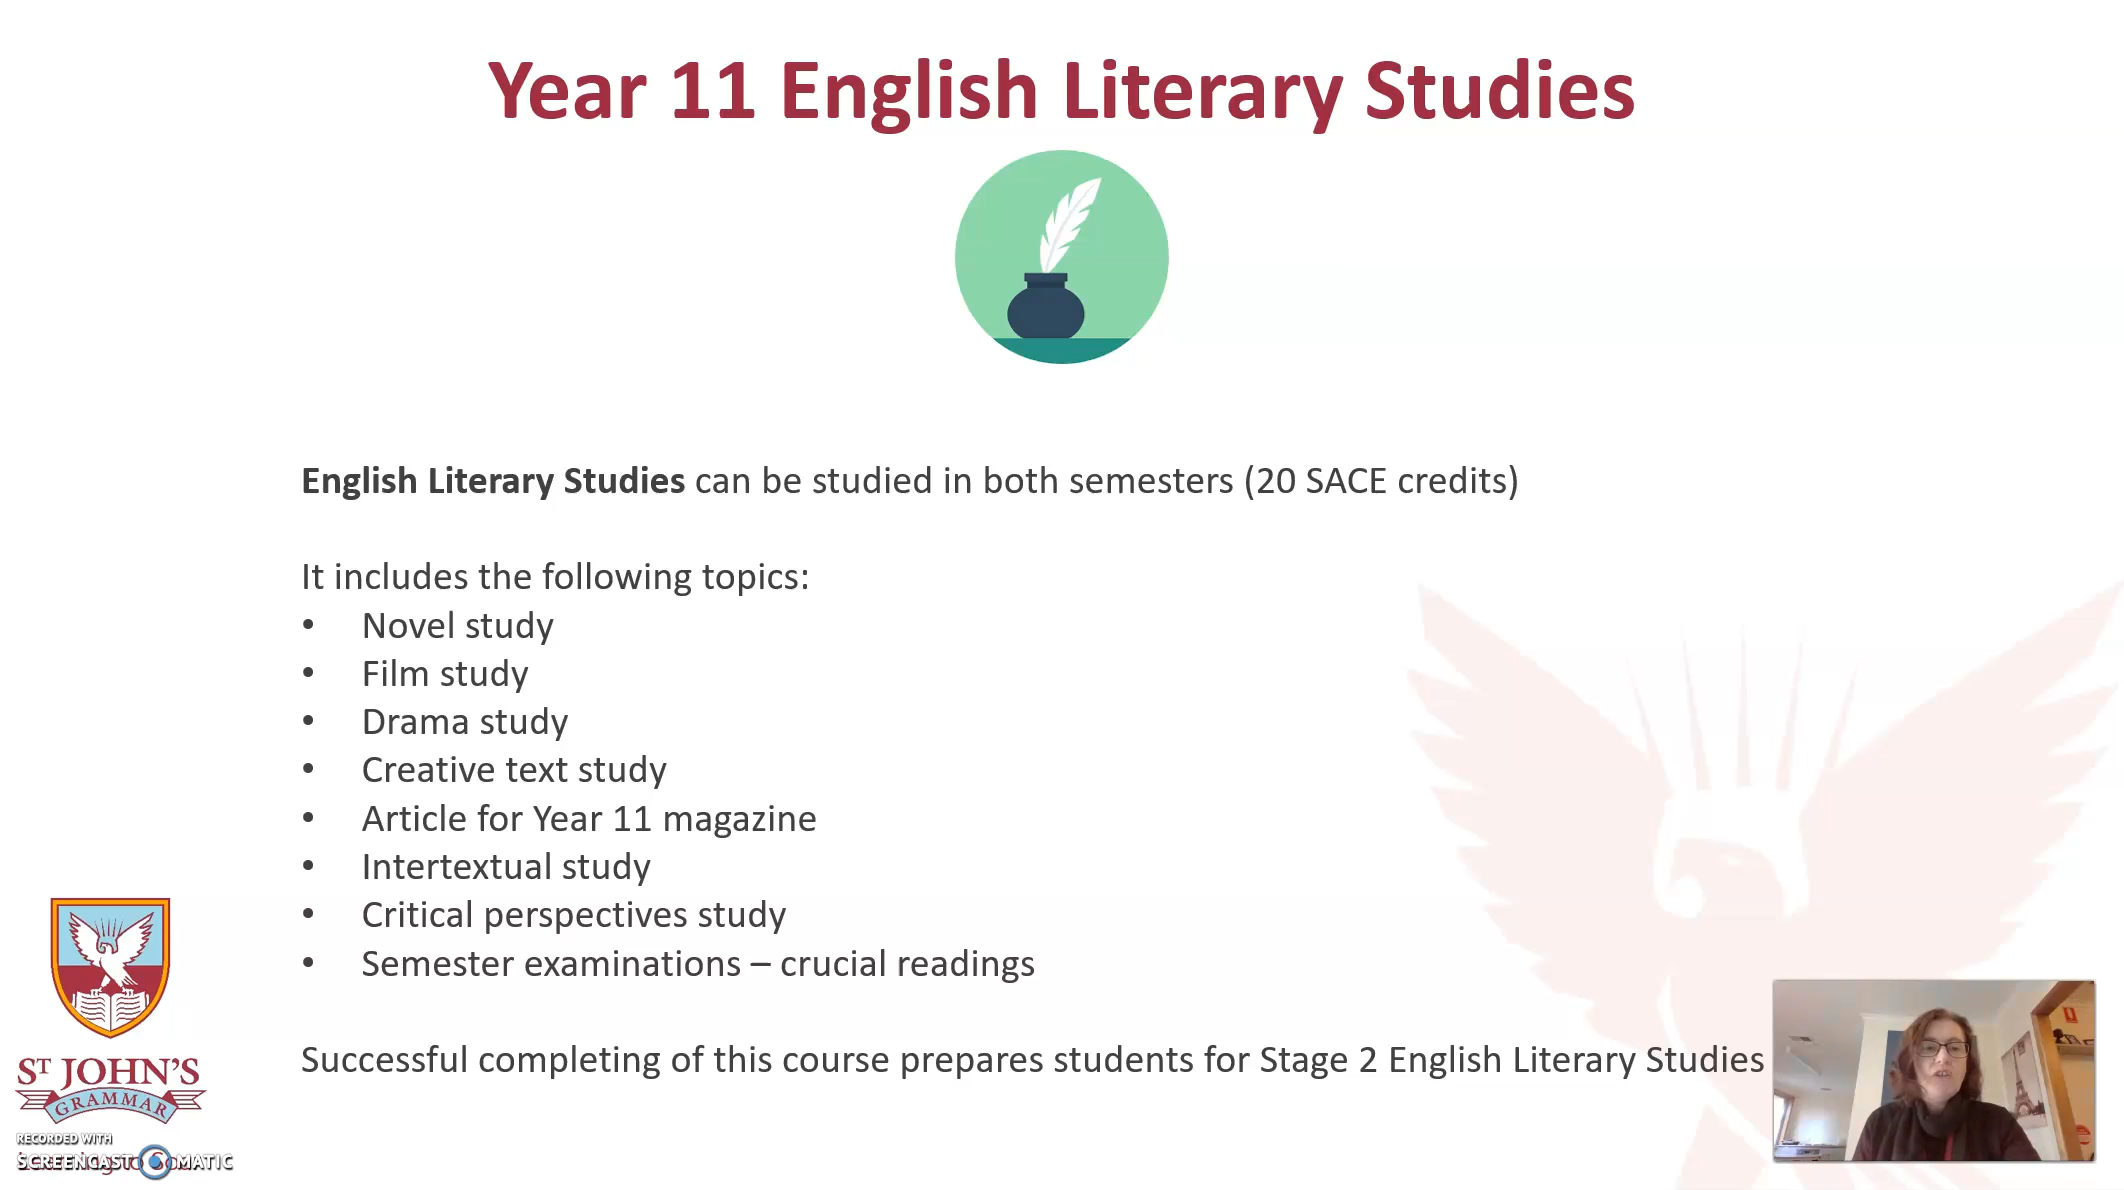 Year 11 English Literary Studies
English Literary Studies can be studied in both semesters (20 SACE credits)
It includes the following topics:
• Novel study
• Film study
• Drama study
• Creative text study
• Article for Year 11 magazine
• Intertextual study
• Critical perspectives study
• Semester examinations – crucial readings
Successful completing of this course prepares students for Stage 2 English Literary Studies
ST JOHN'S
GRAMMAR
RECORDED WITH
SCREENCAST MATIC